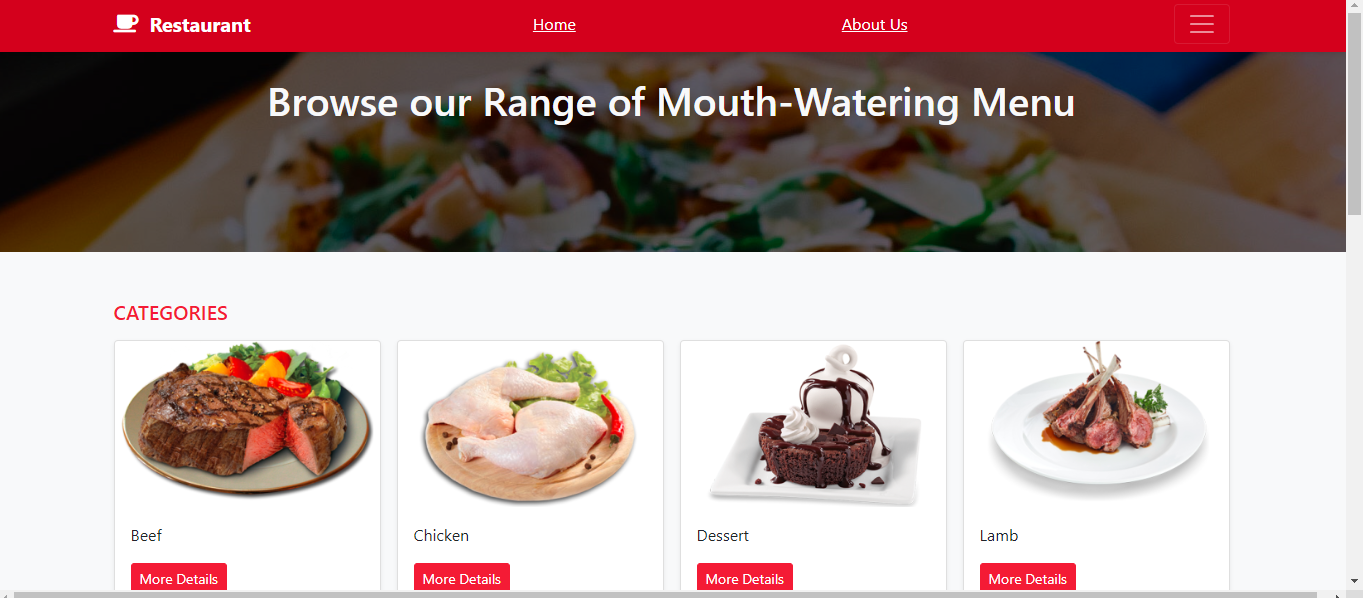 Restaurant Home About Us
Browse our Range of Mouth-Watering Menu
CATEGORIES
Beef Chicken Dessert Lamb
More Details More Details More Details More Details